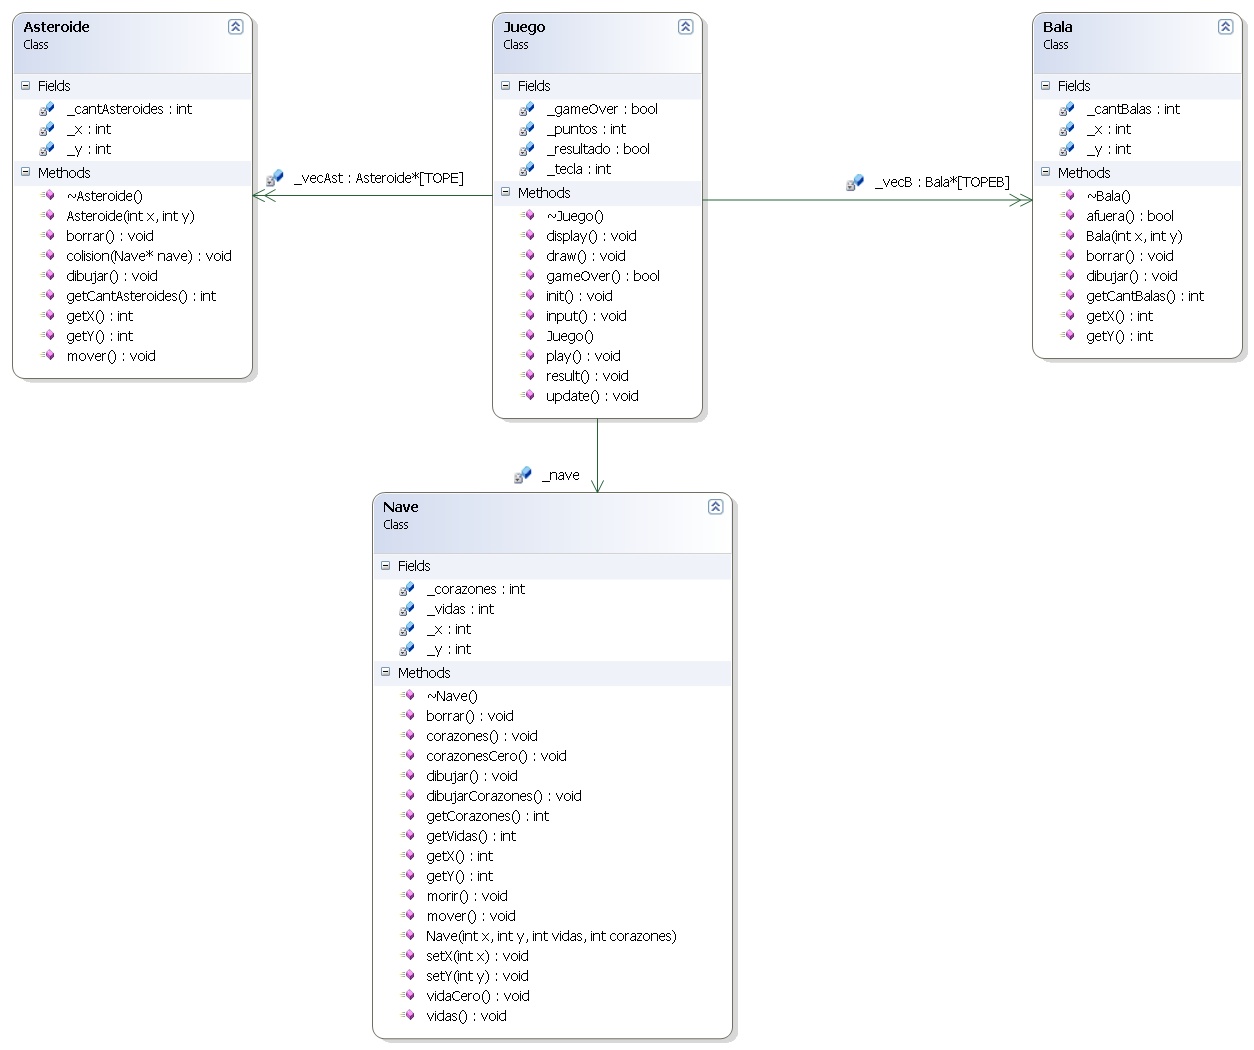 Asteroide
Class
Fields
_cantAsteroides : int
_x : int
_y : int
Methods
~Asteroide()
Asteroide(int x, int y)
borrar() : void
colision(Nave* nave) : void
dibujar() : void
getCantAsteroides() : int
getX() : int
getY() : int
mover() : void
_vecAst : Asteroide*[TOPE]
Juego
Class
Fields
_gameOver : bool
_puntos : int
_resultado : bool
_tecla : int
Methods
~Juego()
display() : void
draw() : void
gameOver() : bool
init() : void
input() : void
Juego()
play() : void
result() : void
update() : void
_vecB : Bala*[TOPEB]
Bala
Class
Fields
_cantBalas : int
_x : int
_y : int
Methods
~Bala()
afuera() : bool
Bala(int x, int y)
borrar() : void
dibujar() : void
getCantBalas() : int
getX() : int
getY() : int
_nave
Nave
Class
Fields
_corazones : int
_vidas : int
_x : int
_y : int
Methods
~Nave()
borrar() : void
corazones() : void
corazonesCero() : void
dibujar() : void
dibujarCorazones() : void
getCorazones() : int
getVidas() : int
getX() : int
getY() : int
morir() : void
mover() : void
Nave(int x, int y, int vidas, int corazones)
setX(int x) : void
setY(int y) : void
vidaCero() : void
vidas() : void